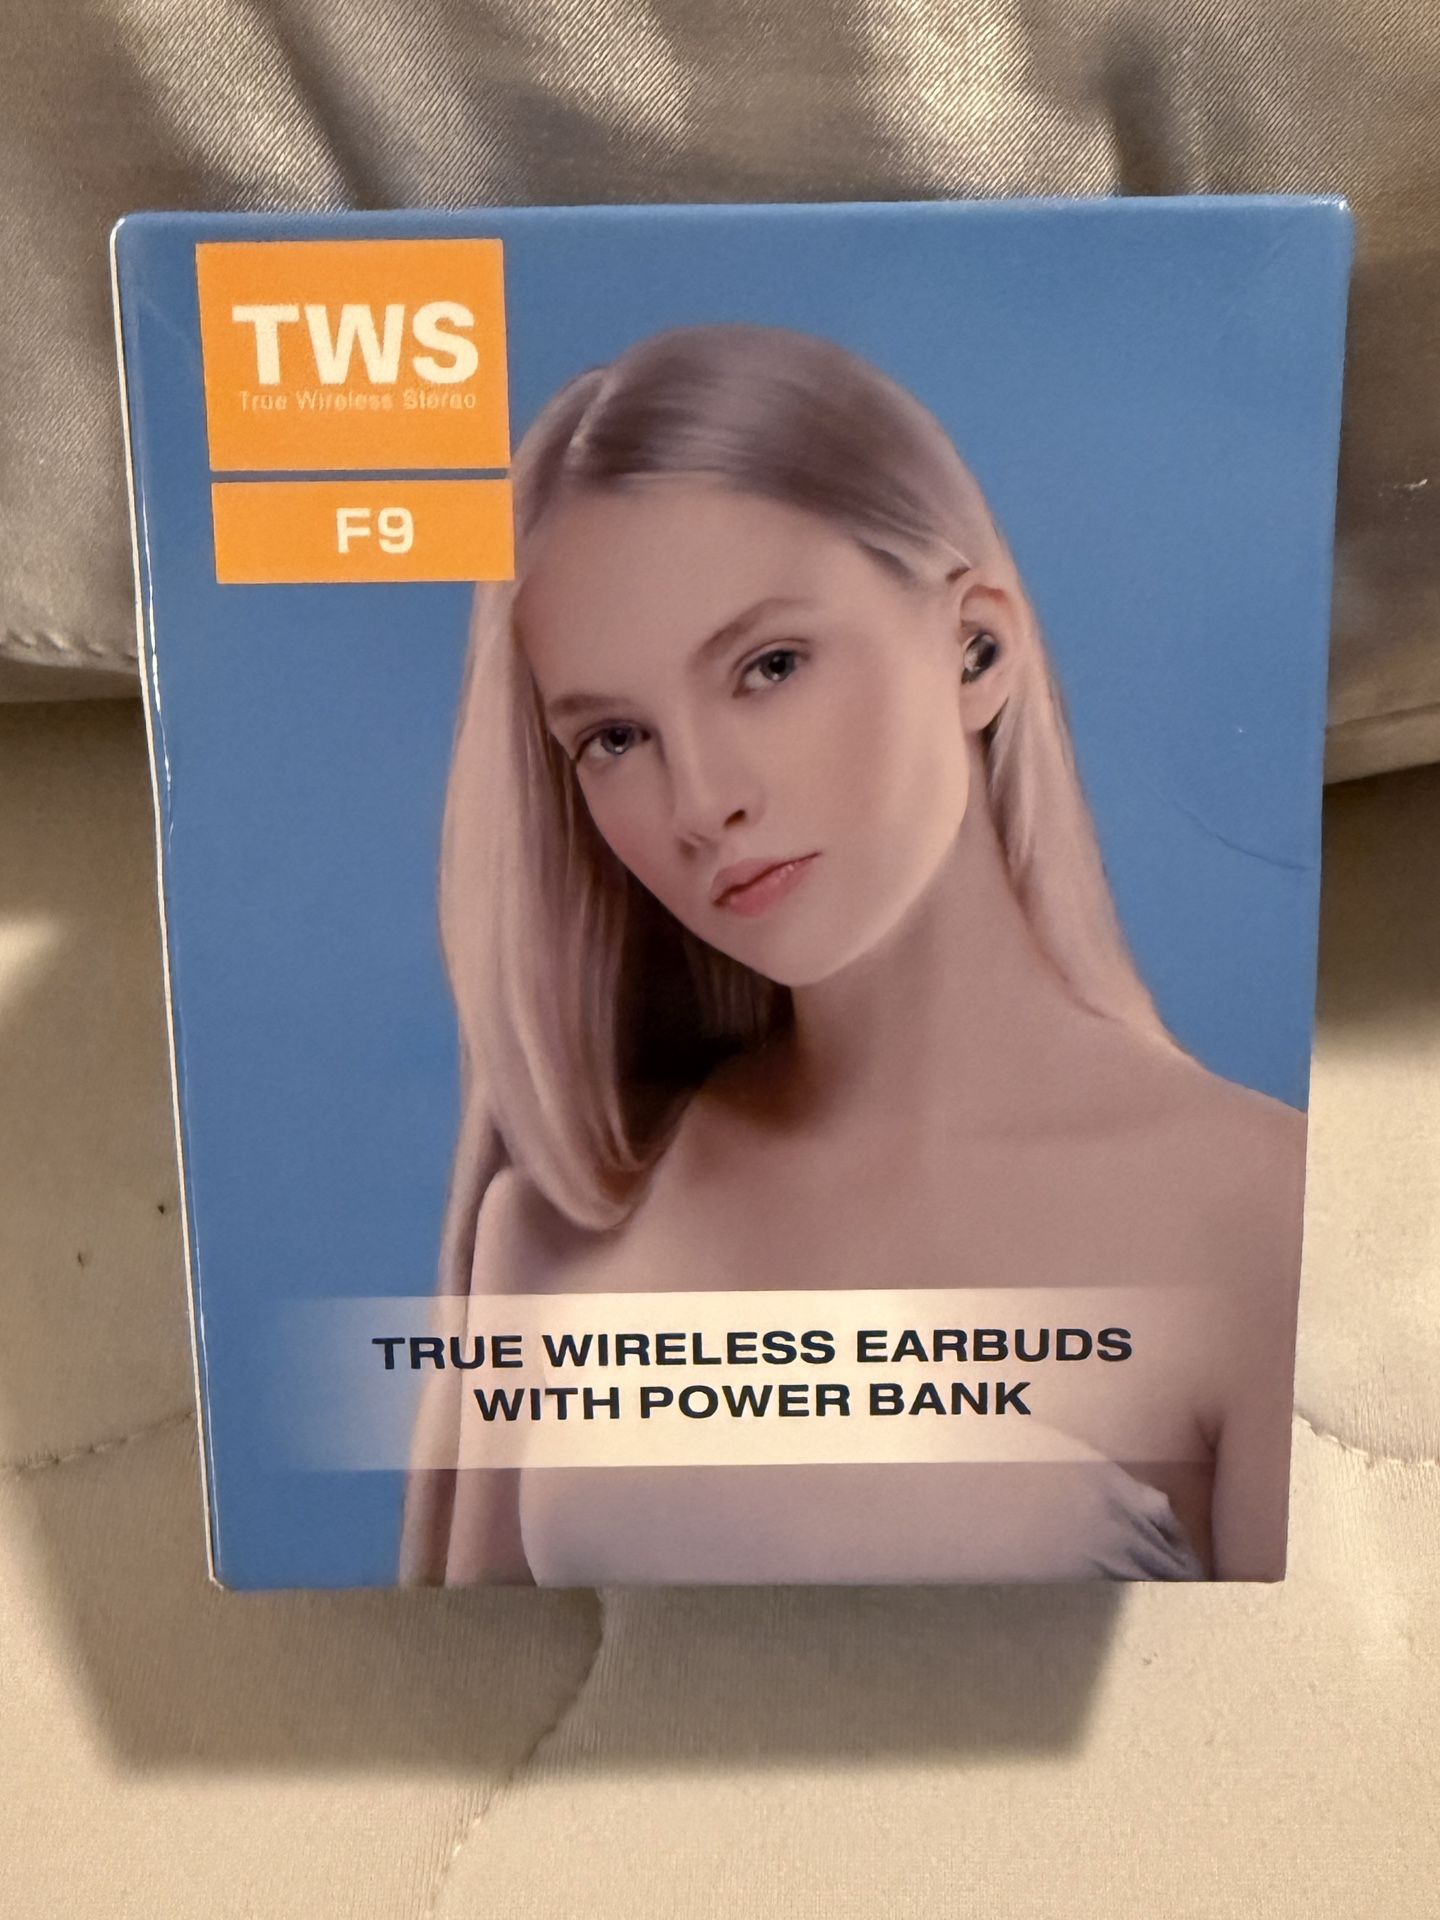 TWS
True Wireless Stereo
F9
TRUE WIRELESS EARBUDS
WITH POWER BANK